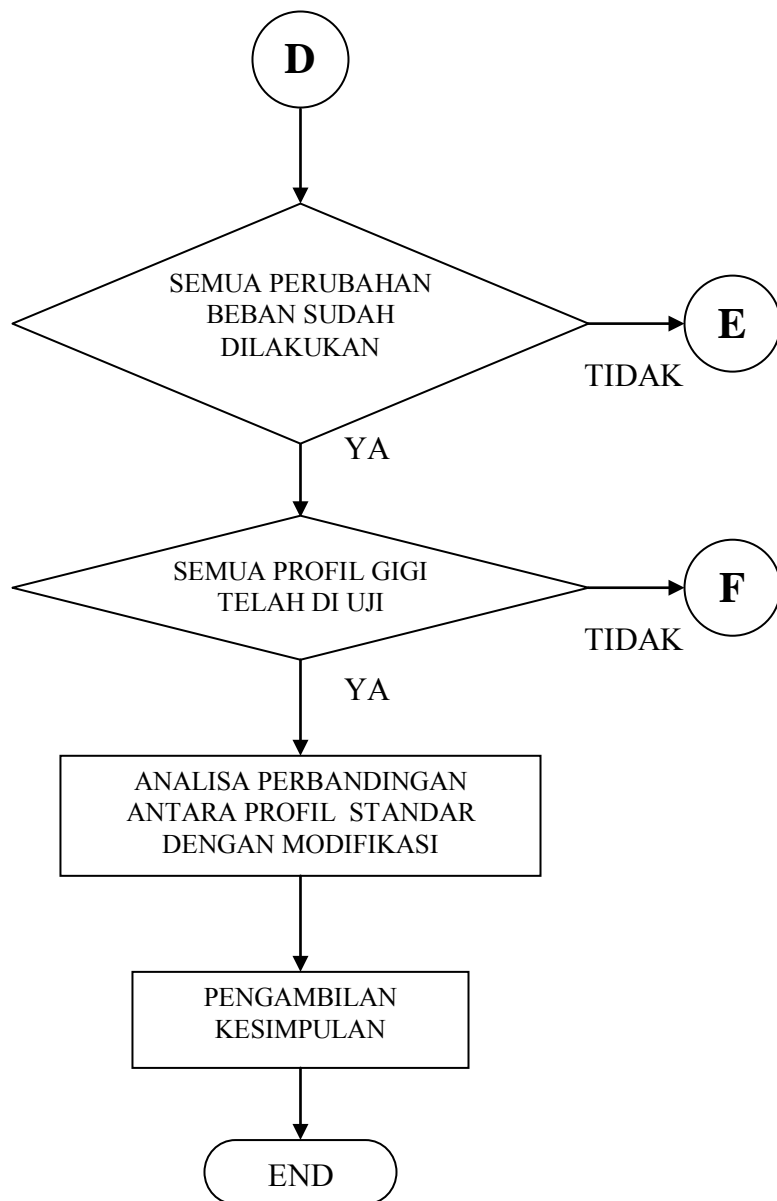 D
SEMUA PERUBAHAN
BEBAN SUDAH
DILAKUKAN
E
TIDAK
YA
SEMUA PROFIL GIGI
TELAH DI UJI
F
TIDAK
YA
ANALISA PERBANDINGAN
ANTARA PROFIL STANDAR
DENGAN MODIFIKASI
PENGAMBILAN
KESIMPULAN
END